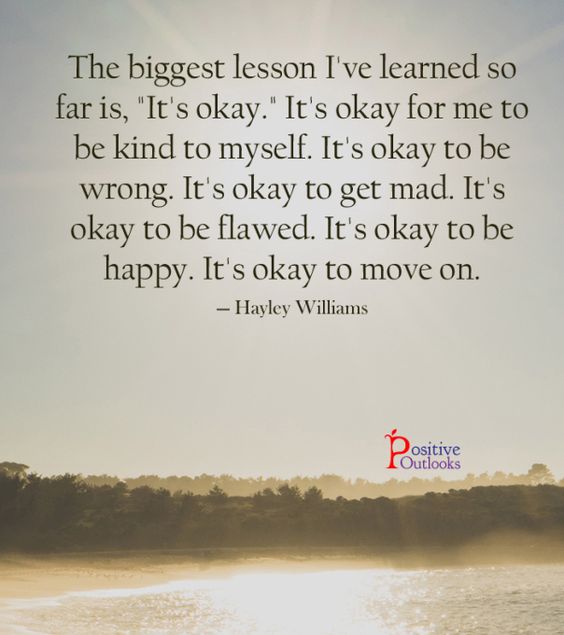 The biggest lesson I've learned so
far is, "It's okay." It's okay for me to
be kind to myself. It's okay to be
wrong. It's okay to get mad. It's
okay to be flawed. It's okay to be
happy. It's okay to move on.
— Hayley Williams
Positive
Outlooks